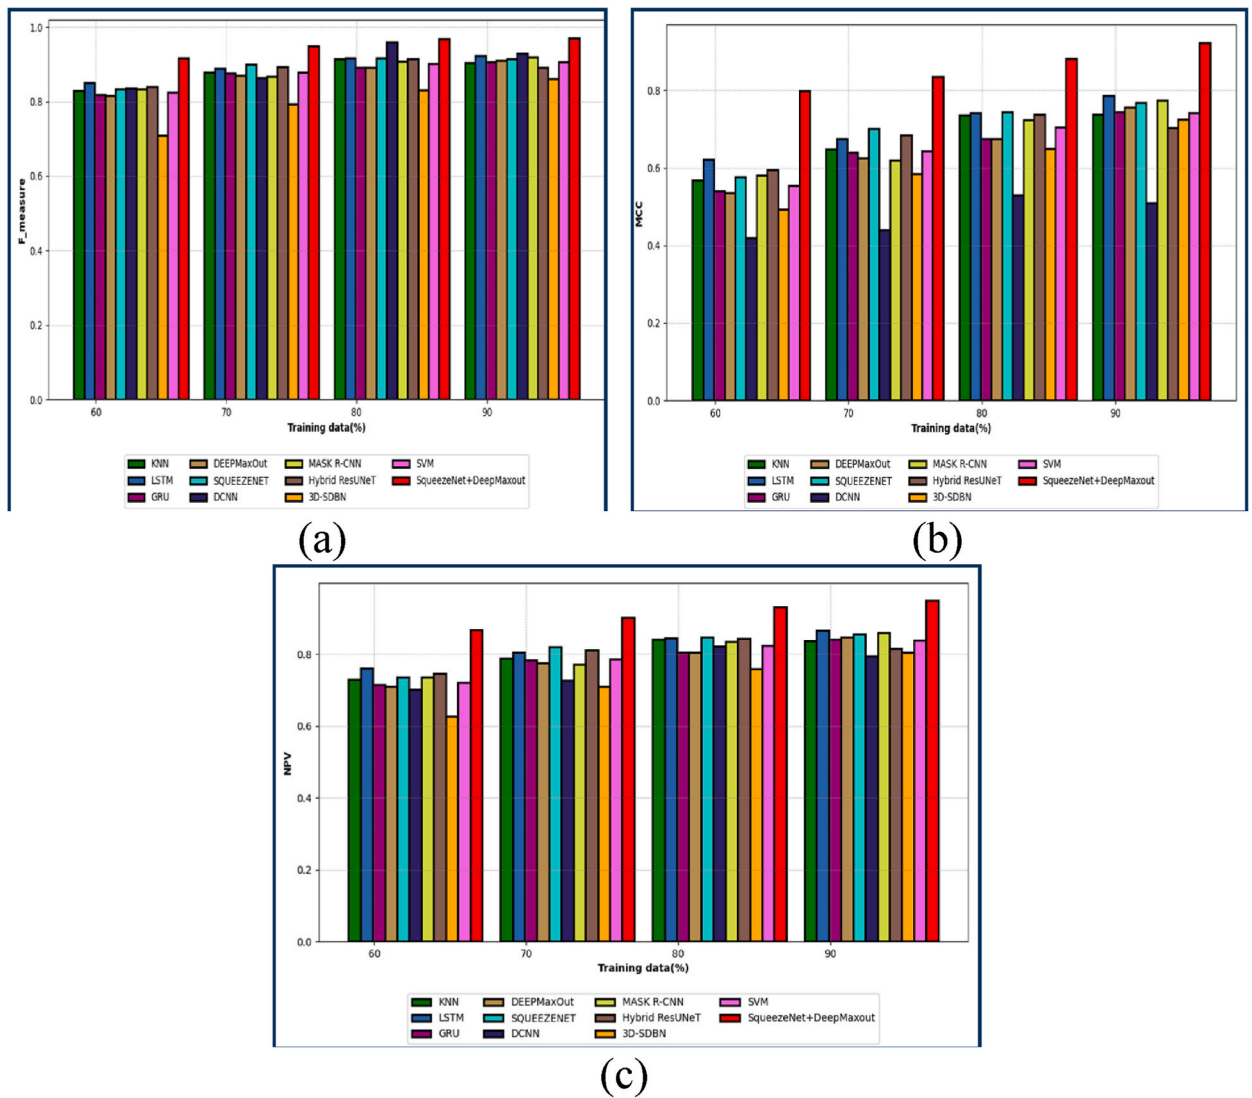 1.0
0.8
0.6
0.4
0.2
0.0
F_measure
60 70 80 90
Training data(%)
KNN DEEPMaxOut MASK R-CNN SVM
LSTM SQUEEZENET Hybrid ResUNeT SqueezeNet+DeepMaxout
GRU DCNN 3D-SDBN
(a)
0.8
0.6
0.4
0.2
0.0
MCC
60 70 80 90
Training data(%)
KNN DEEPMaxOut MASK R-CNN SVM
LSTM SQUEEZENET Hybrid ResUNeT SqueezeNet+DeepMaxout
GRU DCNN 3D-SDBN
(b)
0.8
0.6
0.4
0.2
0.0
NPV
60 70 80 90
Training data(%)
KNN DEEPMaxOut MASK R-CNN SVM
LSTM SQUEEZENET Hybrid ResUNeT SqueezeNet+DeepMaxout
GRU DCNN 3D-SDBN
(c)